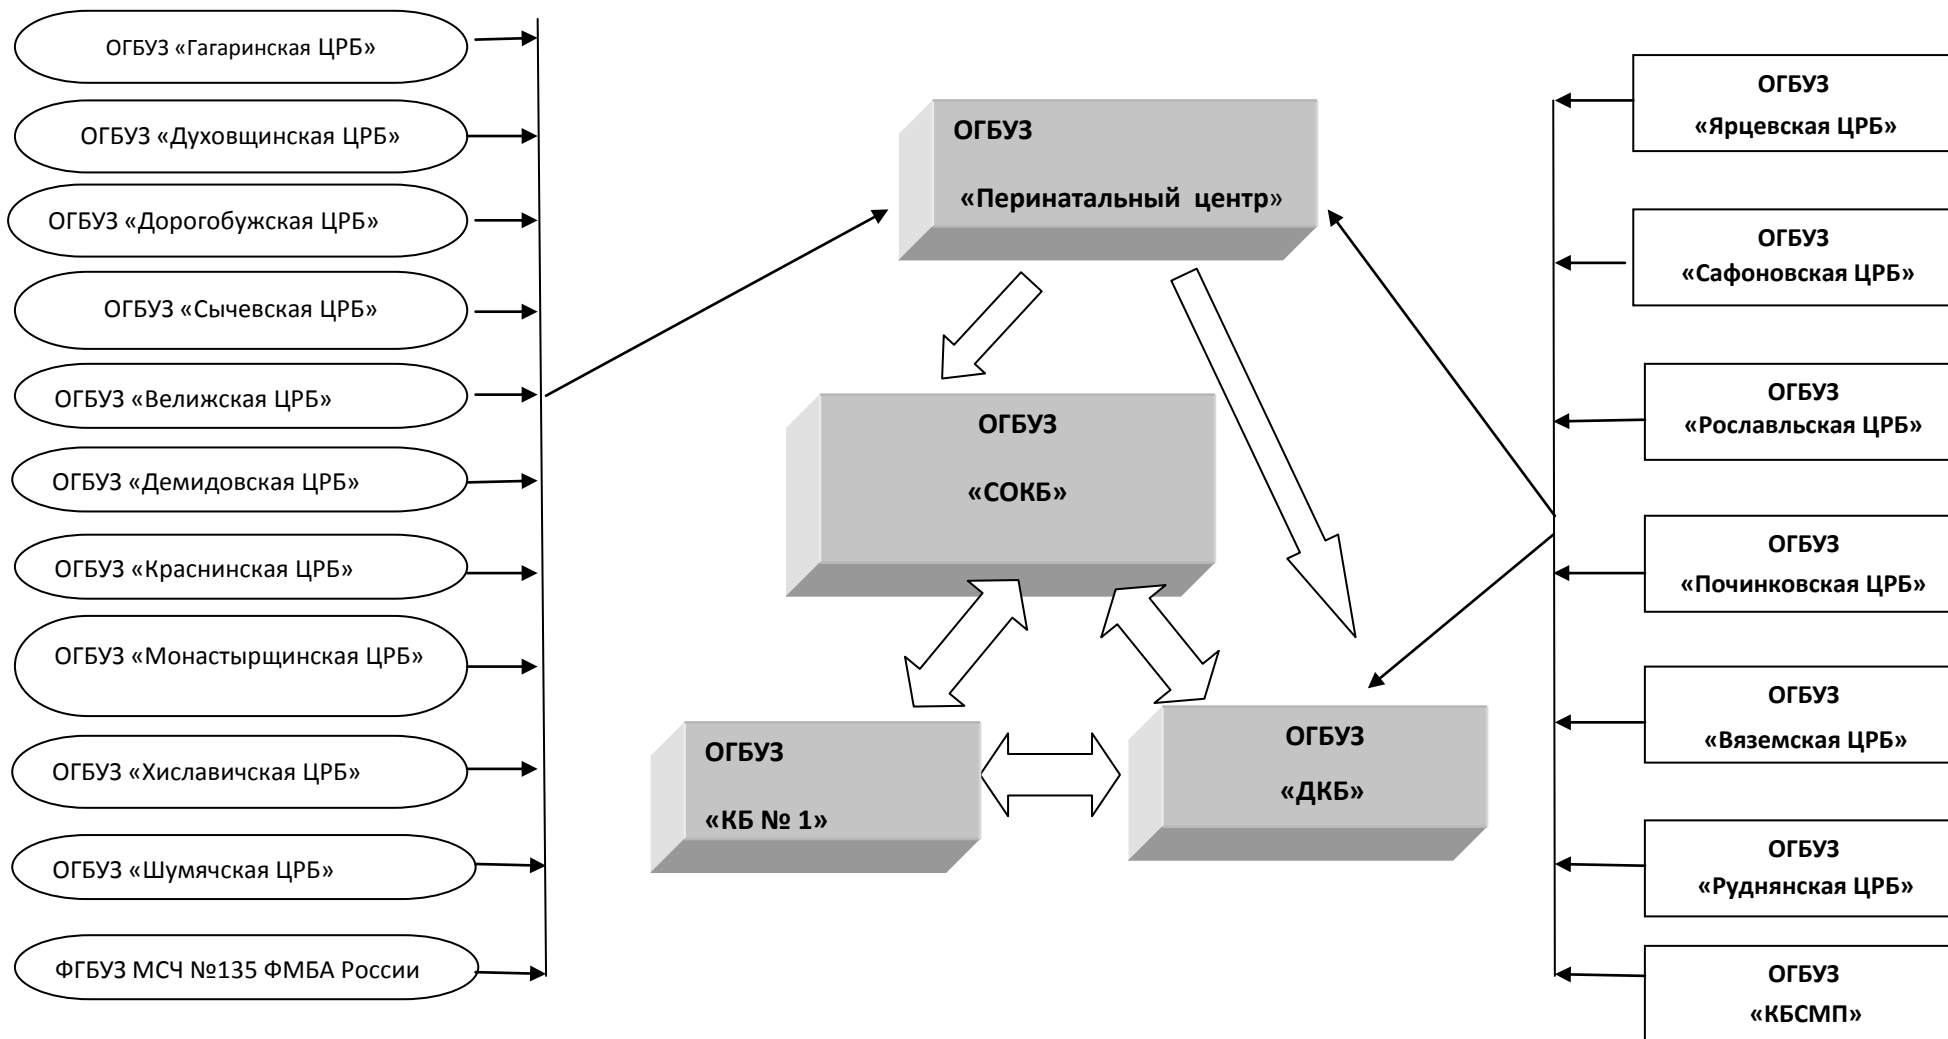 ОГБУЗ «Гагаринская ЦРБ»
ОГБУЗ «Духовщинская ЦРБ»
ОГБУЗ «Дорогобужская ЦРБ»
ОГБУЗ «Сычевская ЦРБ»
ОГБУЗ «Велижская ЦРБ»
ОГБУЗ «Демидовская ЦРБ»
ОГБУЗ «Краснинская ЦРБ»
ОГБУЗ «Монастырщинская ЦРБ»
ОГБУЗ «Хиславичская ЦРБ»
ОГБУЗ «Шумячская ЦРБ»
ФГБУЗ МСЧ №135 ФМБА России
ОГБУЗ
«Перинатальный центр»
ОГБУЗ
«СОКБ»
ОГБУЗ
«КБ № 1»
ОГБУЗ
«ДКБ»
ОГБУЗ
«Ярцевская ЦРБ»
ОГБУЗ
«Сафоновская ЦРБ»
ОГБУЗ
«Рославльская ЦРБ»
ОГБУЗ
«Починковская ЦРБ»
ОГБУЗ
«Вяземская ЦРБ»
ОГБУЗ
«Руднянская ЦРБ»
ОГБУЗ
«КБСМП»